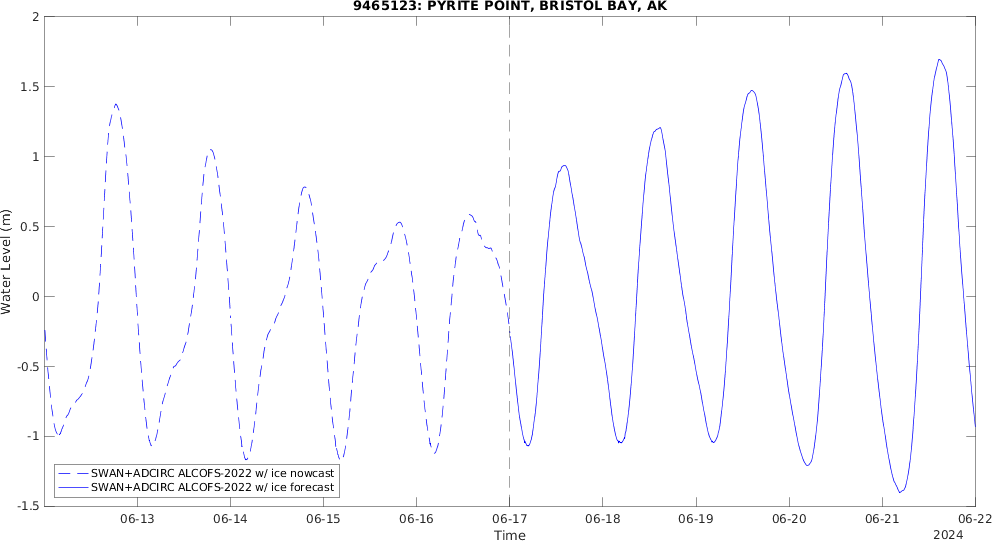 9465123: PYRITE POINT, BRISTOL BAY, AK
2
1.5
1
0.5
0
-0.5
-1
-1.5
Water Level (m)
SWAN+ADCIRC ALCOFS-2022 w/ ice nowcast
SWAN+ADCIRC ALCOFS-2022 w/ ice forecast
06-13 06-14 06-15 06-16 06-17 06-18 06-19 06-20 06-21 06-22
Time
2024